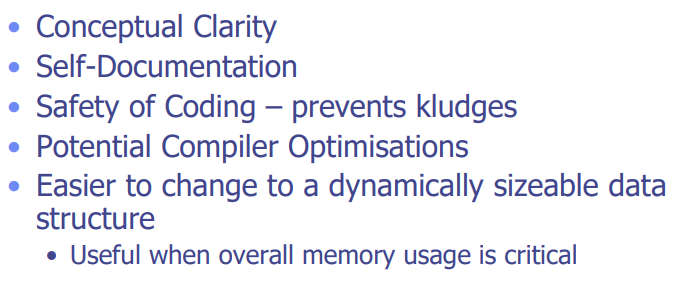 • Conceptual Clarity
• Self-Documentation
• Safety of Coding – prevents kludges
• Potential Compiler Optimisations
• Easier to change to a dynamically sizeable data
structure
• Useful when overall memory usage is critical